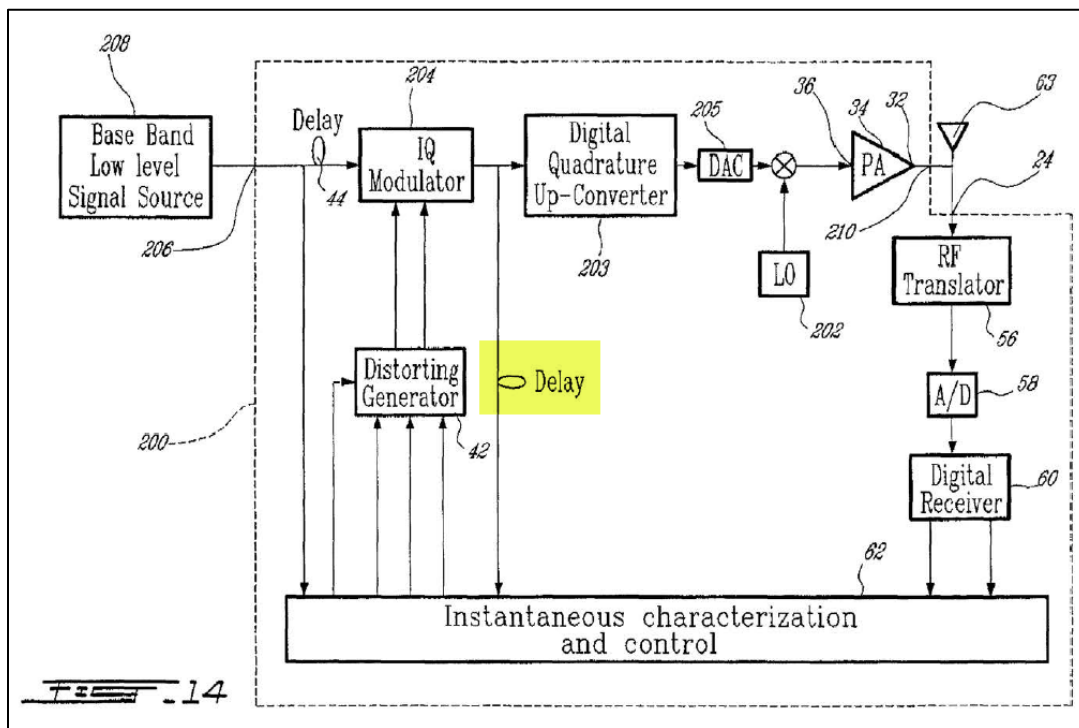 208
Base Band
Low level
Signal Source
206
Delay
44
204
IQ
Modulator
Digital
Quadrature
Up-Converter
203
205
DAC
LO
202
36
34
32
PA
210
63
24
RF
Translator
56
A/D
58
Digital
Receiver
60
Distorting
Generator
42
Delay
200
62
Instantaneous characterization
and control
FIG. 14